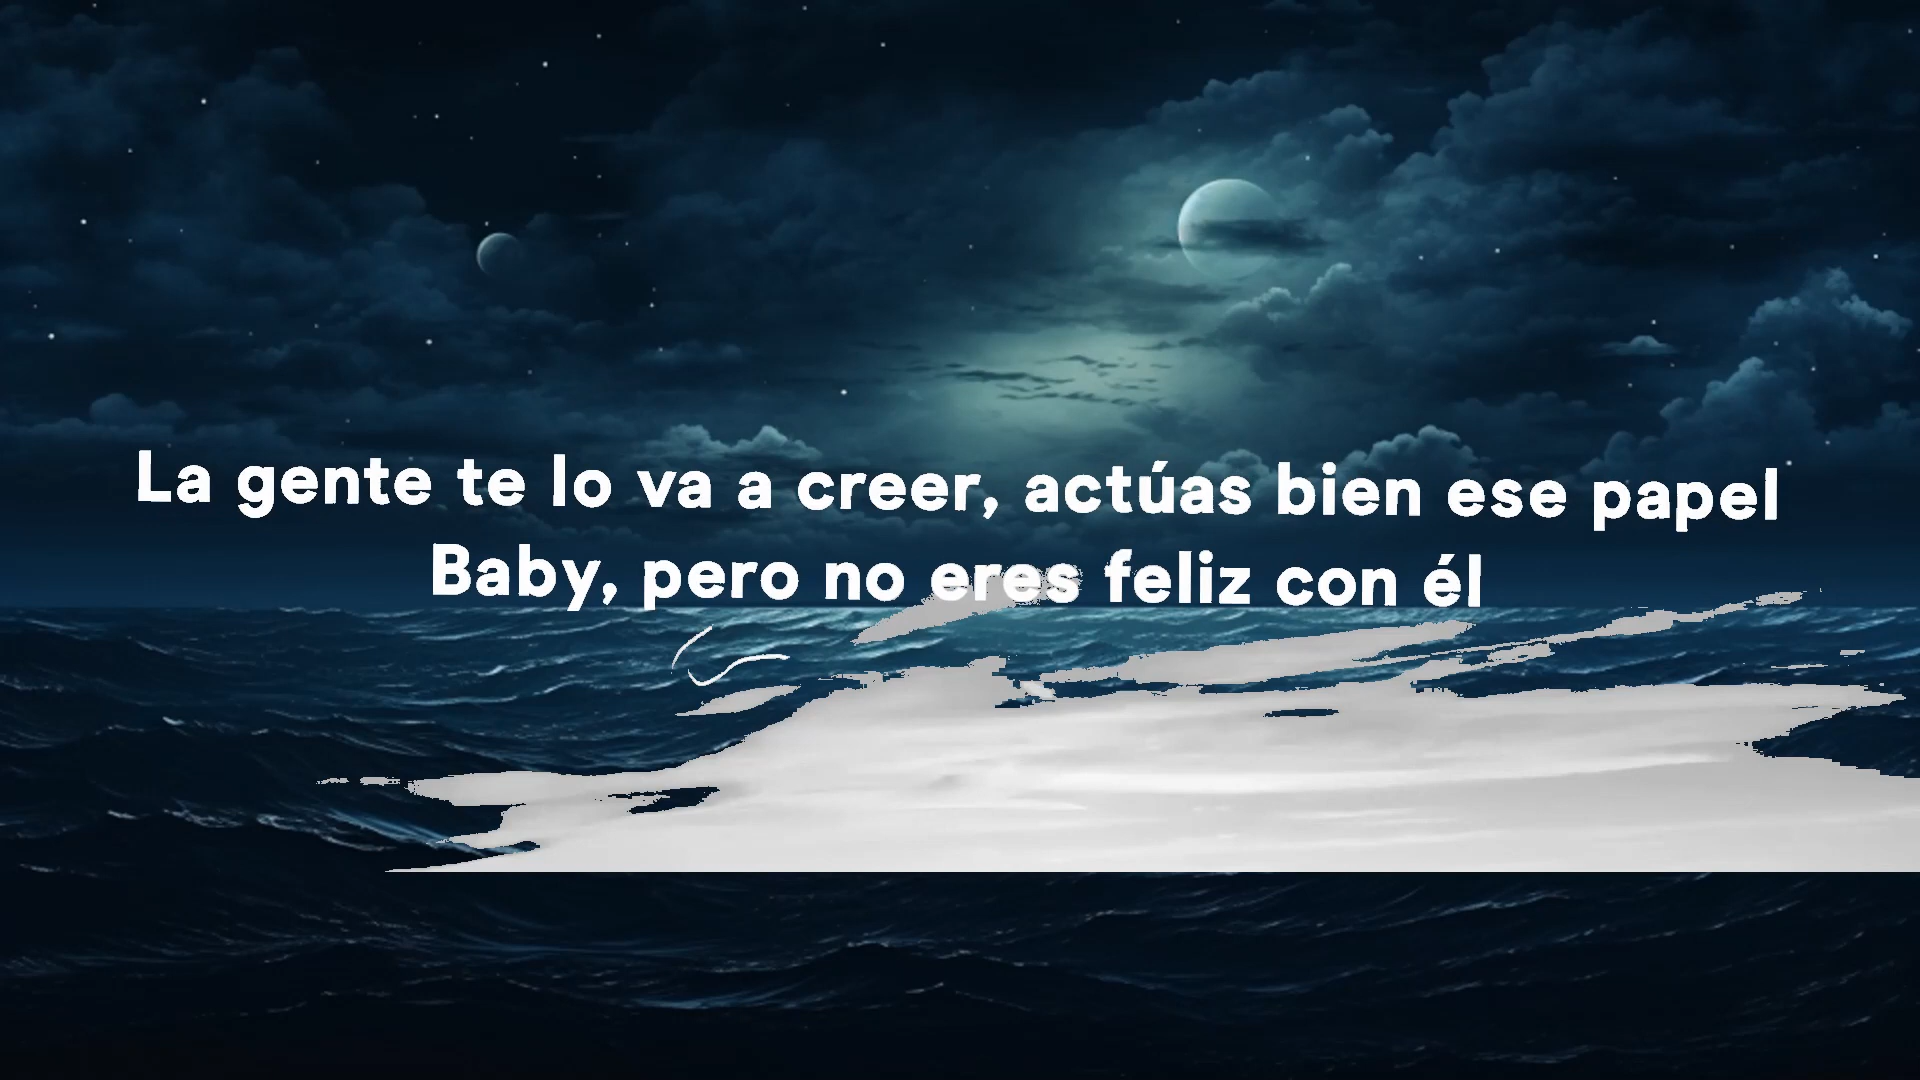 La gente te lo va a creer, actúas bien ese papel
Baby, pero no eres feliz con él